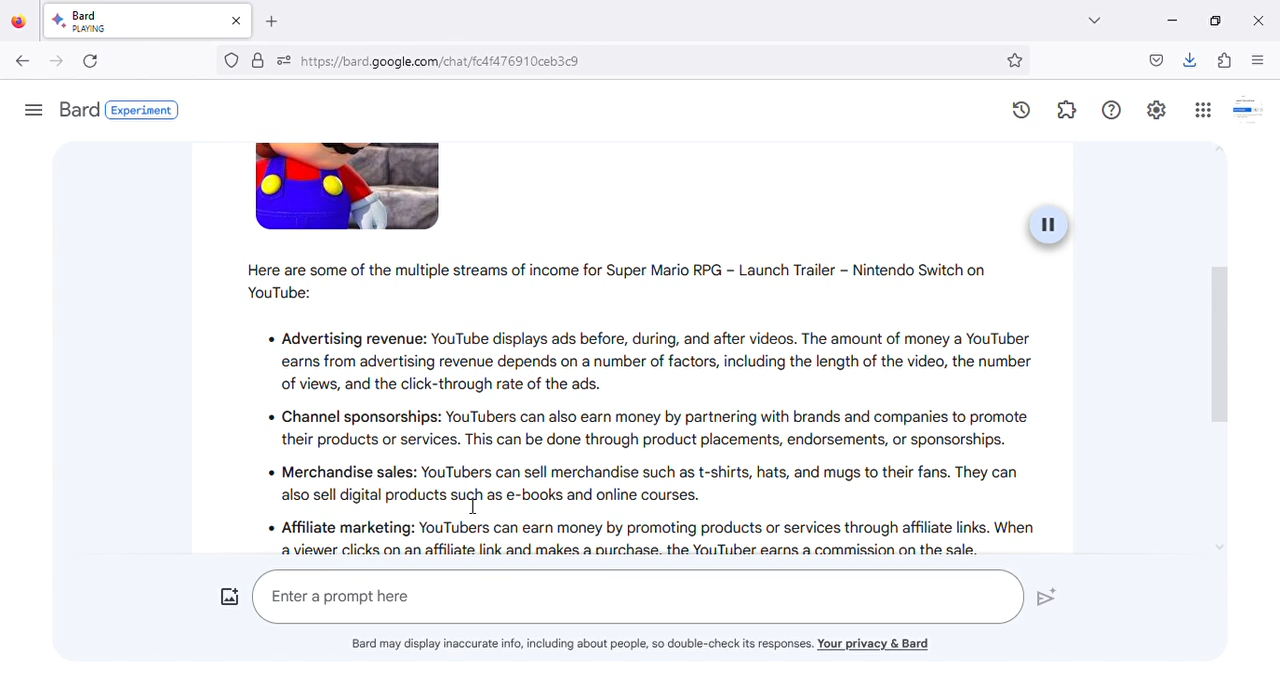 Bard
PLAYING
https://bard.google.com/chat/fc4f476910ceb3c9
Bard Experiment
Here are some of the multiple streams of income for Super Mario RPG – Launch Trailer – Nintendo Switch on
YouTube:
• Advertising revenue: YouTube displays ads before, during, and after videos. The amount of money a YouTuber
earns from advertising revenue depends on a number of factors, including the length of the video, the number
of views, and the click-through rate of the ads.
• Channel sponsorships: YouTubers can also earn money by partnering with brands and companies to promote
their products or services. This can be done through product placements, endorsements, or sponsorships.
• Merchandise sales: YouTubers can sell merchandise such as t-shirts, hats, and mugs to their fans. They can
also sell digital products such as e-books and online courses.
• Affiliate marketing: YouTubers can earn money by promoting products or services through affiliate links. When
a viewer clicks on an affiliate link and makes a purchase, the YouTuber earns a commission on the sale.
Enter a prompt here
Bard may display inaccurate info, including about people, so double-check its responses. Your privacy & Bard